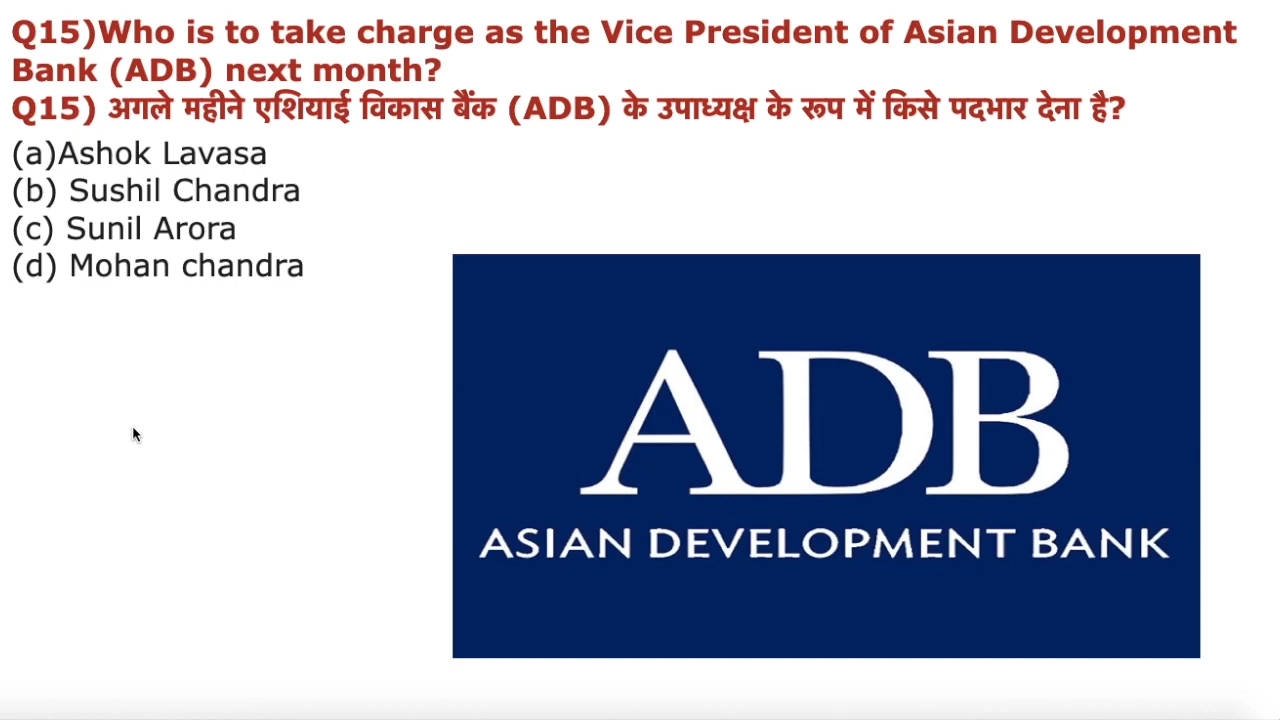 Q15)Who is to take charge as the Vice President of Asian Development
Bank (ADB) next month?
Q15) अगले महीने एशियाई विकास बैंक (ADB) के उपाध्यक्ष के रूप में किसे पदभार देना है?
(a)Ashok Lavasa
(b) Sushil Chandra
(c) Sunil Arora
(d) Mohan chandra
ADB
ASIAN DEVELOPMENT BANK